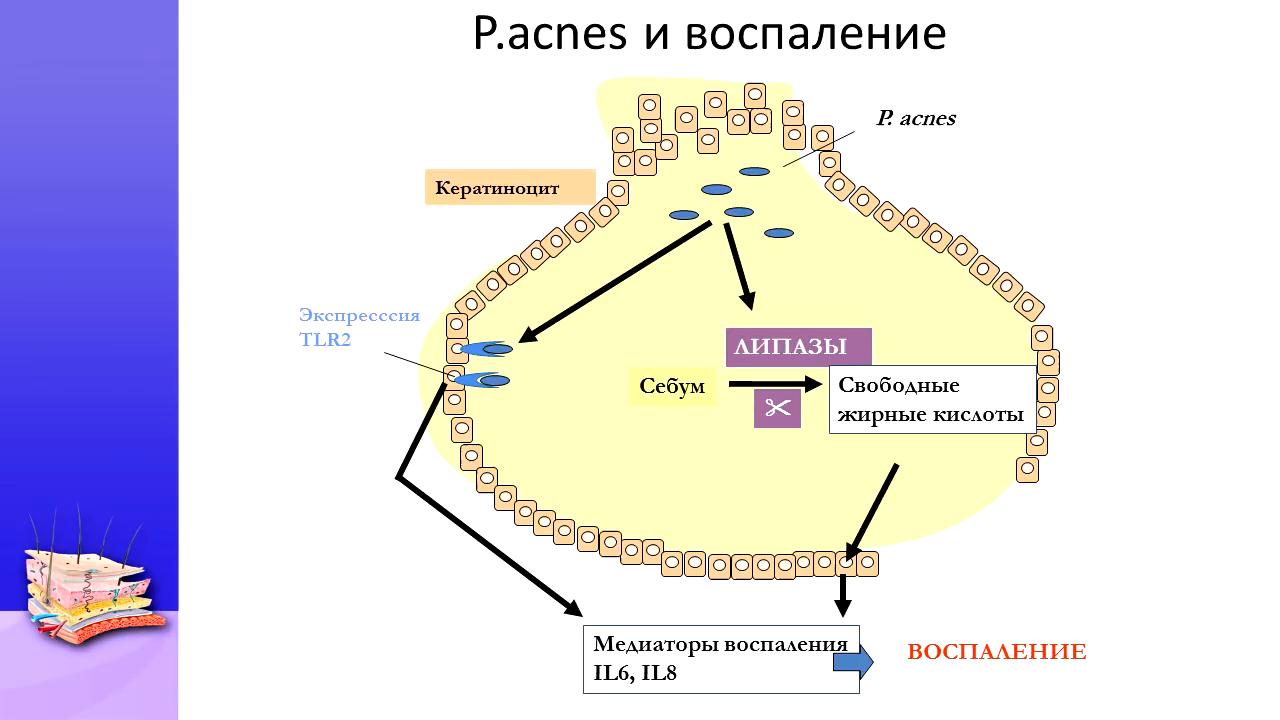 P.acnes и воспаление
P. acnes
Кератиноцит
Экспресссия
TLR2
ЛИПАЗЫ
Себум
Свободные
жирные кислоты
Медиаторы воспаления
IL6, IL8
ВОСПАЛЕНИЕ